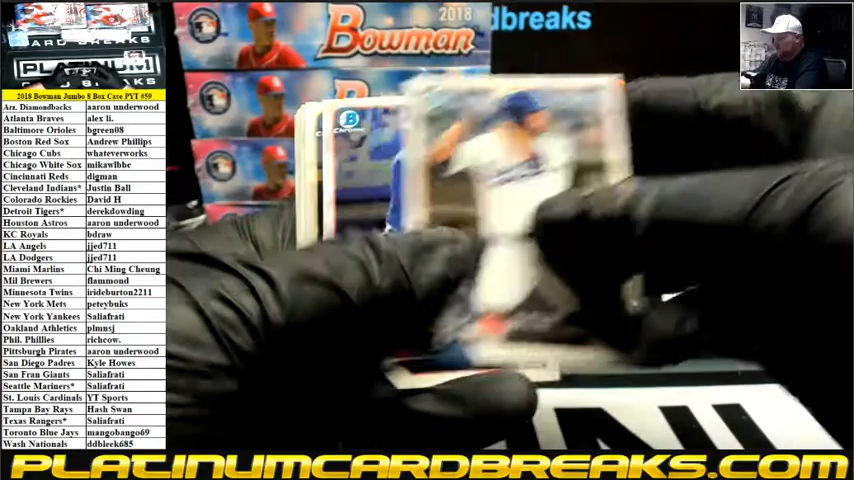 CARD BREAKS
PLATINUM
CARD BREAKS
2018 Bowman Jumbo 8 Box Case PYT #59
Arz. Diamondbacks aaron underwood
Atlanta Braves alex li.
Baltimore Orioles bgreen08
Boston Red Sox Andrew Phillips
Chicago Cubs whateverworks
Chicago White Sox mikawlbbc
Cincinnati Reds digman
Cleveland Indians* Justin Ball
Colorado Rockies David H
Detroit Tigers* derekdowding
Houston Astros aaron underwood
KC Royals bdraw
LA Angels jjed711
LA Dodgers jjed711
Miami Marlins Chi Ming Cheung
Mil Brewers flammond
Minnesota Twins irideburton2211
New York Mets peteybuks
New York Yankees Saliafrati
Oakland Athletics plmnsj
Phil. Phillies richcow.
Pittsburgh Pirates aaron underwood
San Diego Padres Kyle Howes
San Fran Giants Saliafrati
Seattle Mariners* Saliafrati
St. Louis Cardinals YT Sports
Tampa Bay Rays Hash Swan
Texas Rangers* Saliafrati
Toronto Blue Jays mangobango69
Wash Nationals ddbleek685
2018
Bowman
rdbreaks
B
Chrome
PLATINUMCARDBREAKS.COM